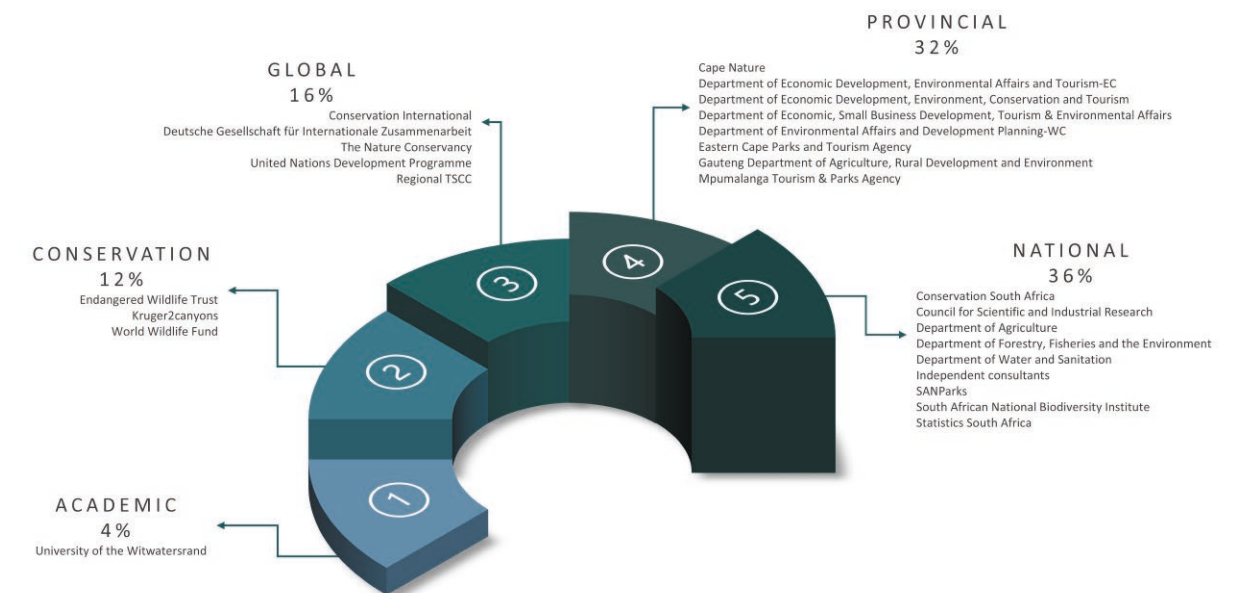 PROVINCIAL
32%
Cape Nature
Department of Economic Development, Environmental Affairs and Tourism-EC
Department of Economic Development, Environment, Conservation and Tourism
Department of Economic, Small Business Development, Tourism & Environmental Affairs
Department of Environmental Affairs and Development Planning-WC
Eastern Cape Parks and Tourism Agency
Gauteng Department of Agriculture, Rural Development and Environment
Mpumalanga Tourism & Parks Agency
GLOBAL
16%
Conservation International
Deutsche Gesellschaft für Internationale Zusammenarbeit
The Nature Conservancy
United Nations Development Programme
Regional TSCC
CONSERVATION
12%
Endangered Wildlife Trust
Kruger2canyons
World Wildlife Fund
NATIONAL
36%
Conservation South Africa
Council for Scientific and Industrial Research
Department of Agriculture
Department of Forestry, Fisheries and the Environment
Department of Water and Sanitation
Independent consultants
SANParks
South African National Biodiversity Institute
Statistics South Africa
ACADEMIC
4%
University of the Witwatersrand
1
2
3
4
5